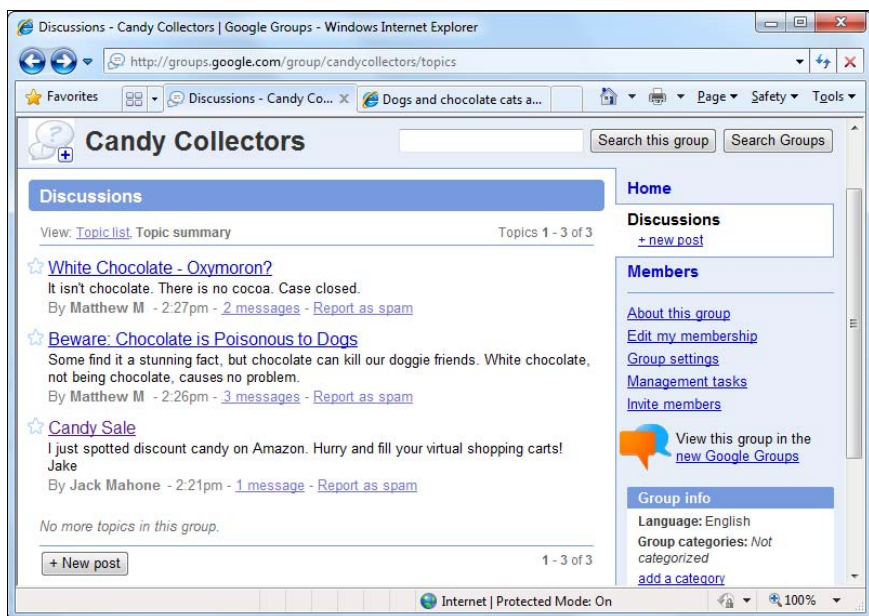 Discussions - Candy Collectors | Google Groups - Windows Internet Explorer
http://groups.google.com/group/candycollectors/topics
Favorites
Discussions - Candy Co...
Dogs and chocolate cats a...
Page
Safety
Tools
Candy Collectors
Search this group
Search Groups
Discussions
View: Topic list, Topic summary
Topics 1 - 3 of 3
White Chocolate - Oxymoron?
It isn't chocolate. There is no cocoa. Case closed.
By Matthew M - 2:27pm - 2 messages - Report as spam
Beware: Chocolate is Poisonous to Dogs
Some find it a stunning fact, but chocolate can kill our doggie friends. White chocolate,
not being chocolate, causes no problem.
By Matthew M - 2:26pm - 3 messages - Report as spam
Candy Sale
I just spotted discount candy on Amazon. Hurry and fill your virtual shopping carts!
Jake
By Jack Mahone - 2:21pm - 1 message - Report as spam
No more topics in this group.
+ New post
1 - 3 of 3
Home
Discussions
+ new post
Members
About this group
Edit my membership
Group settings
Management tasks
Invite members
View this group in the
new Google Groups
Group info
Language: English
Group categories: Not
categorized
add a category
Internet | Protected Mode: On
100%